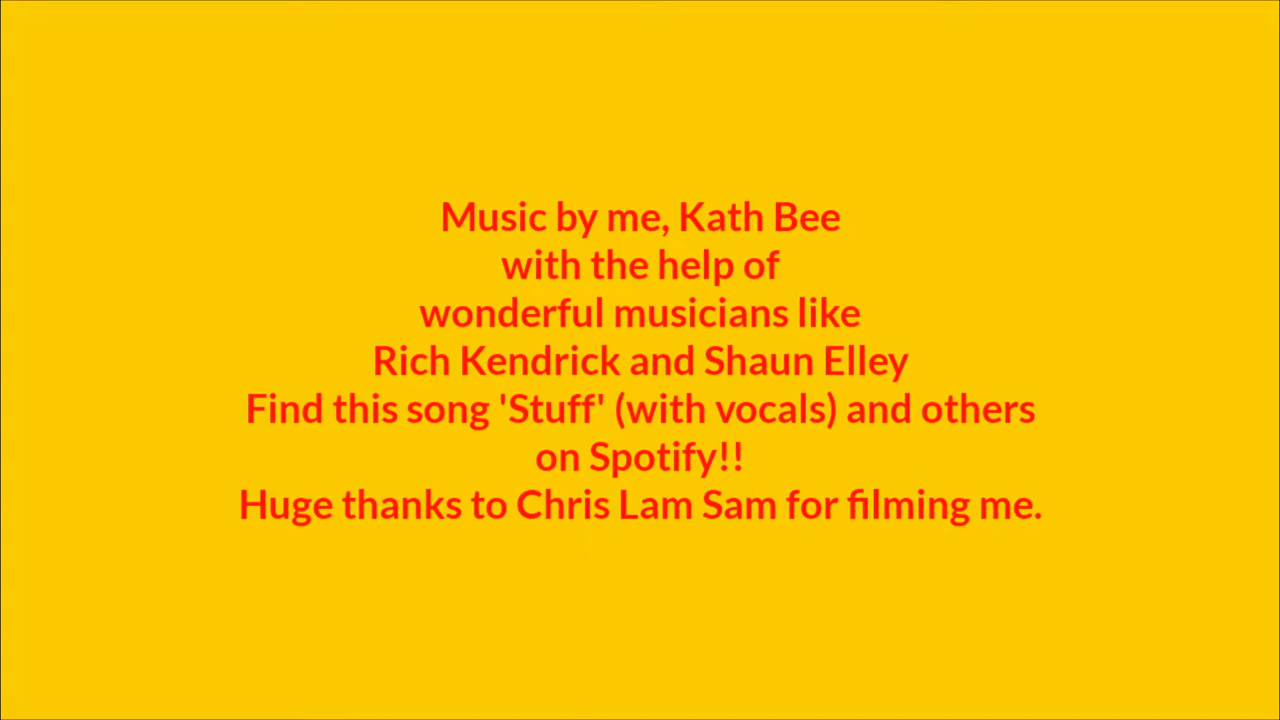 Music by me, Kath Bee
with the help of
wonderful musicians like
Rich Kendrick and Shaun Elley
Find this song 'Stuff' (with vocals) and others
on Spotify!!
Huge thanks to Chris Lam Sam for filming me.